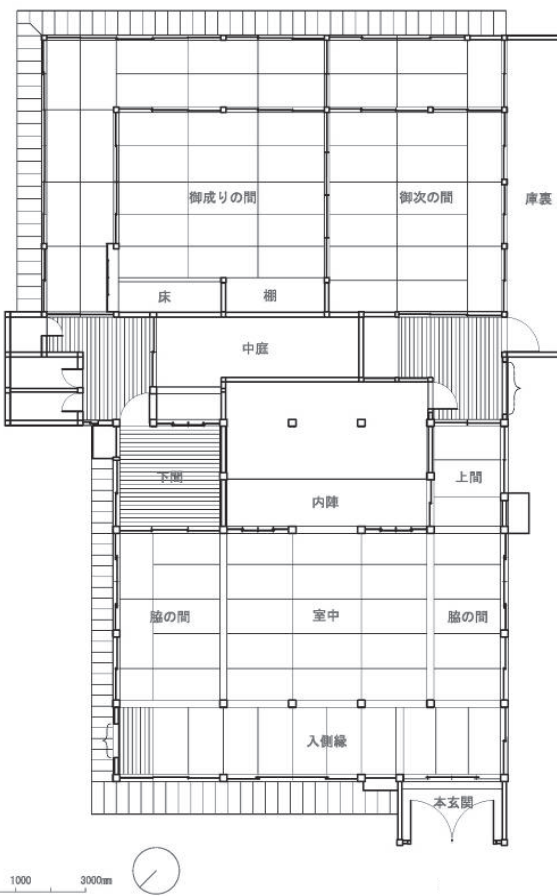 御成りの間
御次の間
庫裏
床
棚
中庭
下間
上間
内陣
脇の間
室中
脇の間
入側縁
本玄関
1000
3000mm